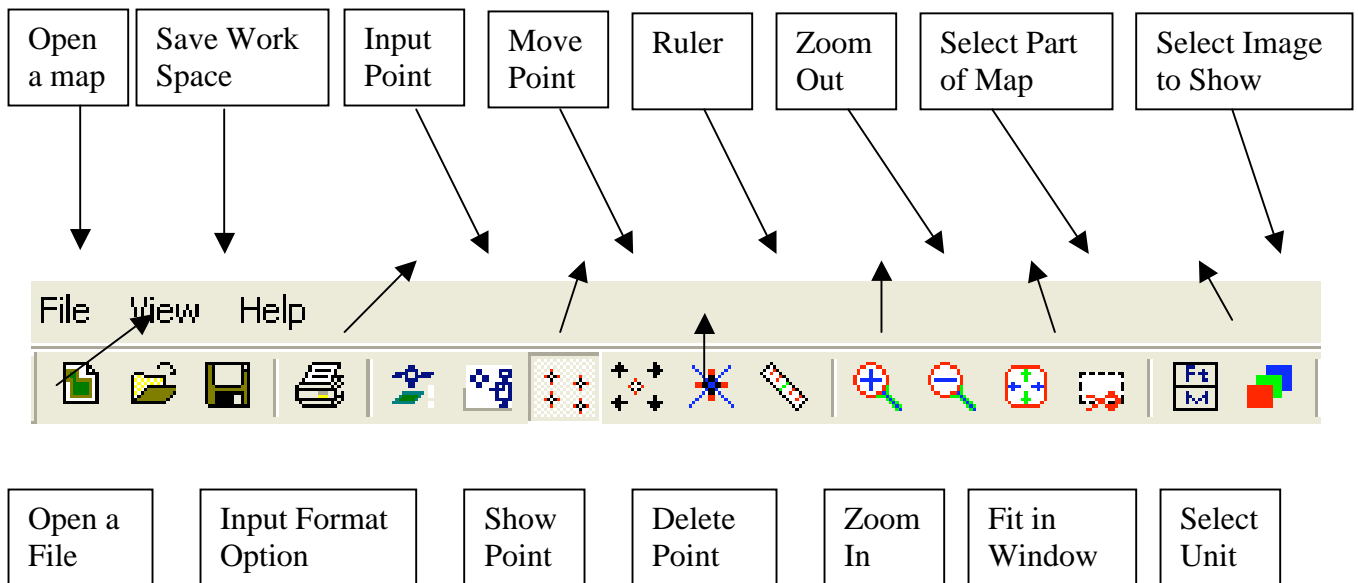 Open
a map
Save Work
Space
Input
Point
Move
Point
Ruler
Zoom
Out
Select Part
of Map
Select Image
to Show
File View Help
Ft
M
Open a
File
Input Format
Option
Show
Point
Delete
Point
Zoom
In
Fit in
Window
Select
Unit